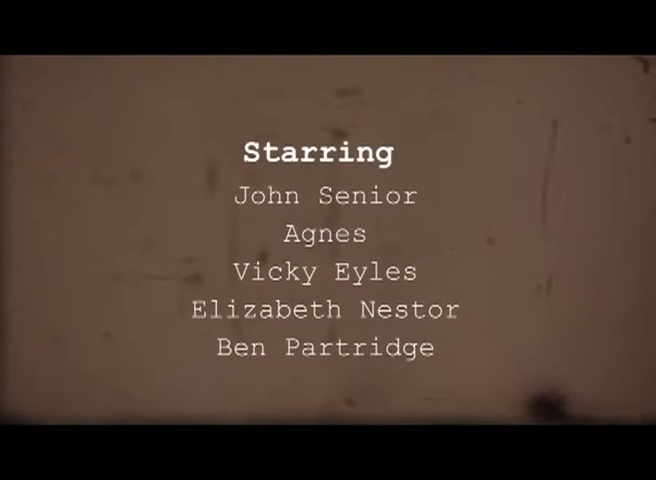 Starring
John Senior
Agnes
Vicky Eyles
Elizabeth Nestor
Ben Partridge